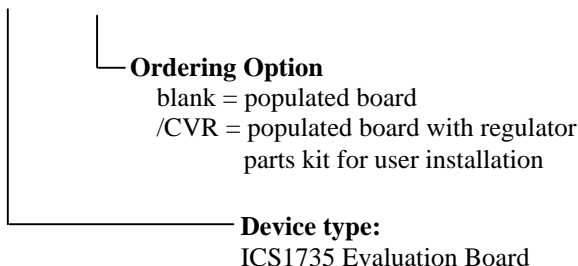 Ordering Option
blank = populated board
/CVR = populated board with regulator
parts kit for user installation
Device type:
ICS1735 Evaluation Board